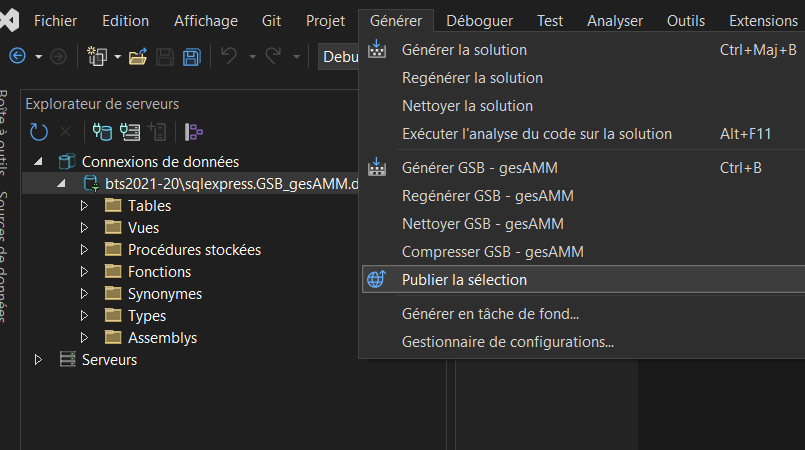 Fichier Edition Affichage Git Projet Générer Déboguer Test Analyser Outils Extensions
Debu
Générer la solution Ctrl+Maj+B
Regénérer la solution
Nettoyer la solution
Exécuter l'analyse du code sur la solution Alt+F11
Générer GSB - gesAMM Ctrl+B
Regénérer GSB - gesAMM
Nettoyer GSB - gesAMM
Compresser GSB - gesAMM
Publier la sélection
Générer en tâche de fond...
Gestionnaire de configurations...
Boîte à outils
Sources de données
Explorateur de serveurs
Connexions de données
bts2021-20\sqlexpress.GSB_gesAMM.d
Tables
Vues
Procédures stockées
Fonctions
Synonymes
Types
Assemblys
Serveurs